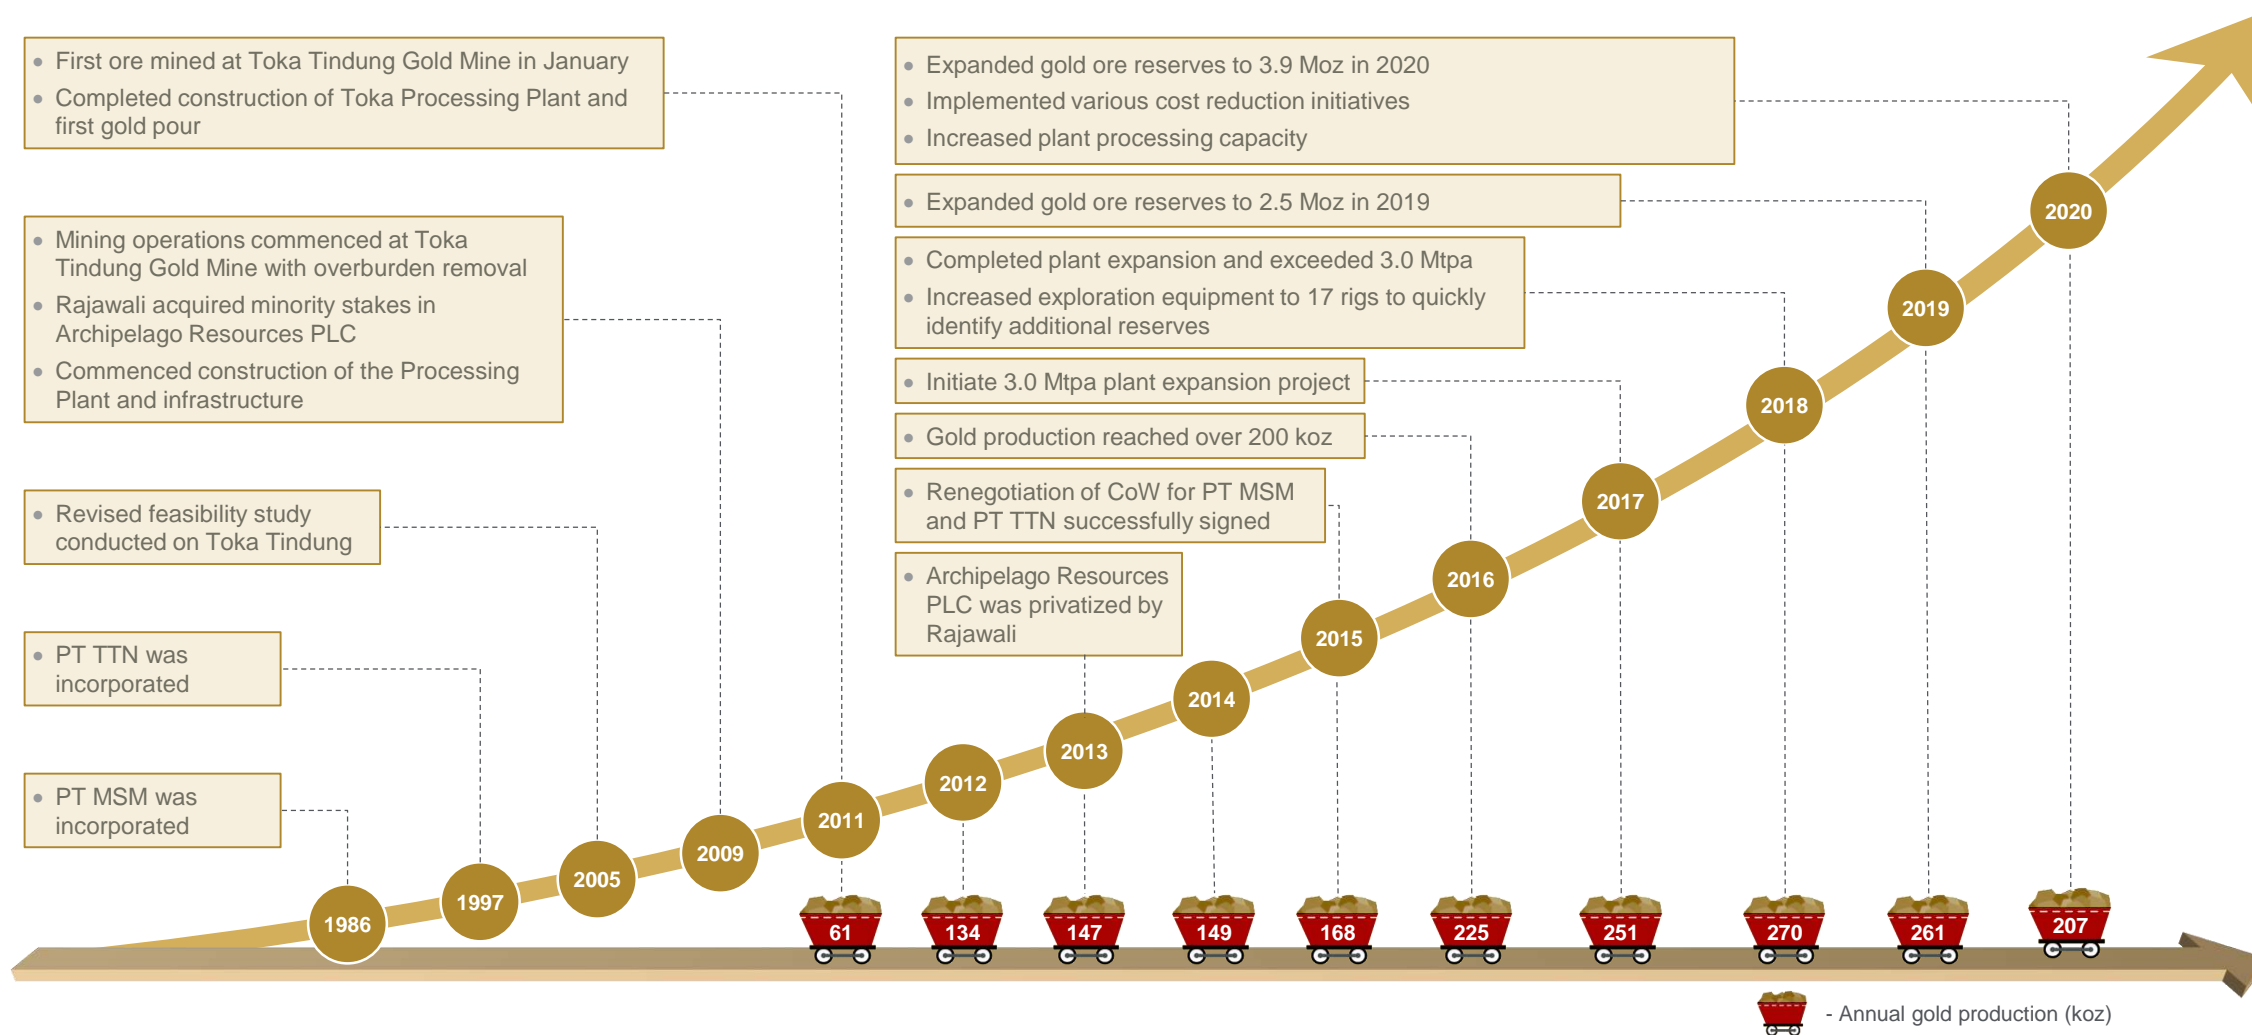 • First ore mined at Toka Tindung Gold Mine in January
• Completed construction of Toka Processing Plant and
first gold pour
• Mining operations commenced at Toka
Tindung Gold Mine with overburden removal
• Rajawali acquired minority stakes in
Archipelago Resources PLC
• Commenced construction of the Processing
Plant and infrastructure
• Revised feasibility study
conducted on Toka Tindung
• PT TTN was
incorporated
• PT MSM was
incorporated
• Expanded gold ore reserves to 3.9 Moz in 2020
• Implemented various cost reduction initiatives
• Increased plant processing capacity
• Expanded gold ore reserves to 2.5 Moz in 2019
• Completed plant expansion and exceeded 3.0 Mtpa
• Increased exploration equipment to 17 rigs to quickly
identify additional reserves
• Initiate 3.0 Mtpa plant expansion project
• Gold production reached over 200 koz
• Renegotiation of CoW for PT MSM
and PT TTN successfully signed
• Archipelago Resources
PLC was privatized by
Rajawali
1986
1997
2005
2009
2011
2012
2013
2014
2015
2016
2017
2018
2019
2020
61
134
147
149
168
225
251
270
261
207
- Annual gold production (koz)